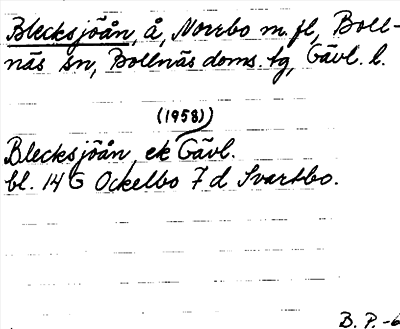 Blecksjöån, å, Norrbo m. fl, Boll-
näs sn, Bollnäs doms. tg, Gävl. l.
(1958)
Blecksjöån ek Gävl.
bl. 14 G Ockelbo 7 d Svartbo.
B. P. -6